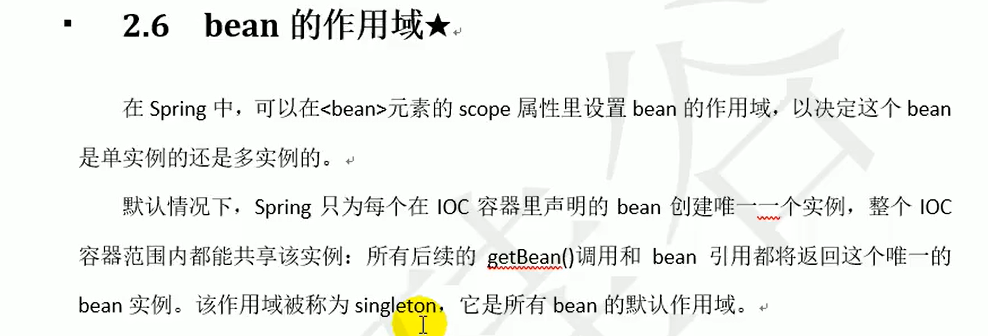 ▪ 2.6 bean 的作用域★
在 Spring 中，可以在<bean>元素的 scope 属性里设置 bean 的作用域，以决定这个 bean
是单实例的还是多实例的。
默认情况下，Spring 只为每个在 IOC 容器里声明的 bean 创建唯一一个实例，整个 IOC
容器范围内都能共享该实例：所有后续的 getBean()调用和 bean 引用都将返回这个唯一的
bean 实例。该作用域被称为 singleton，它是所有 bean 的默认作用域。